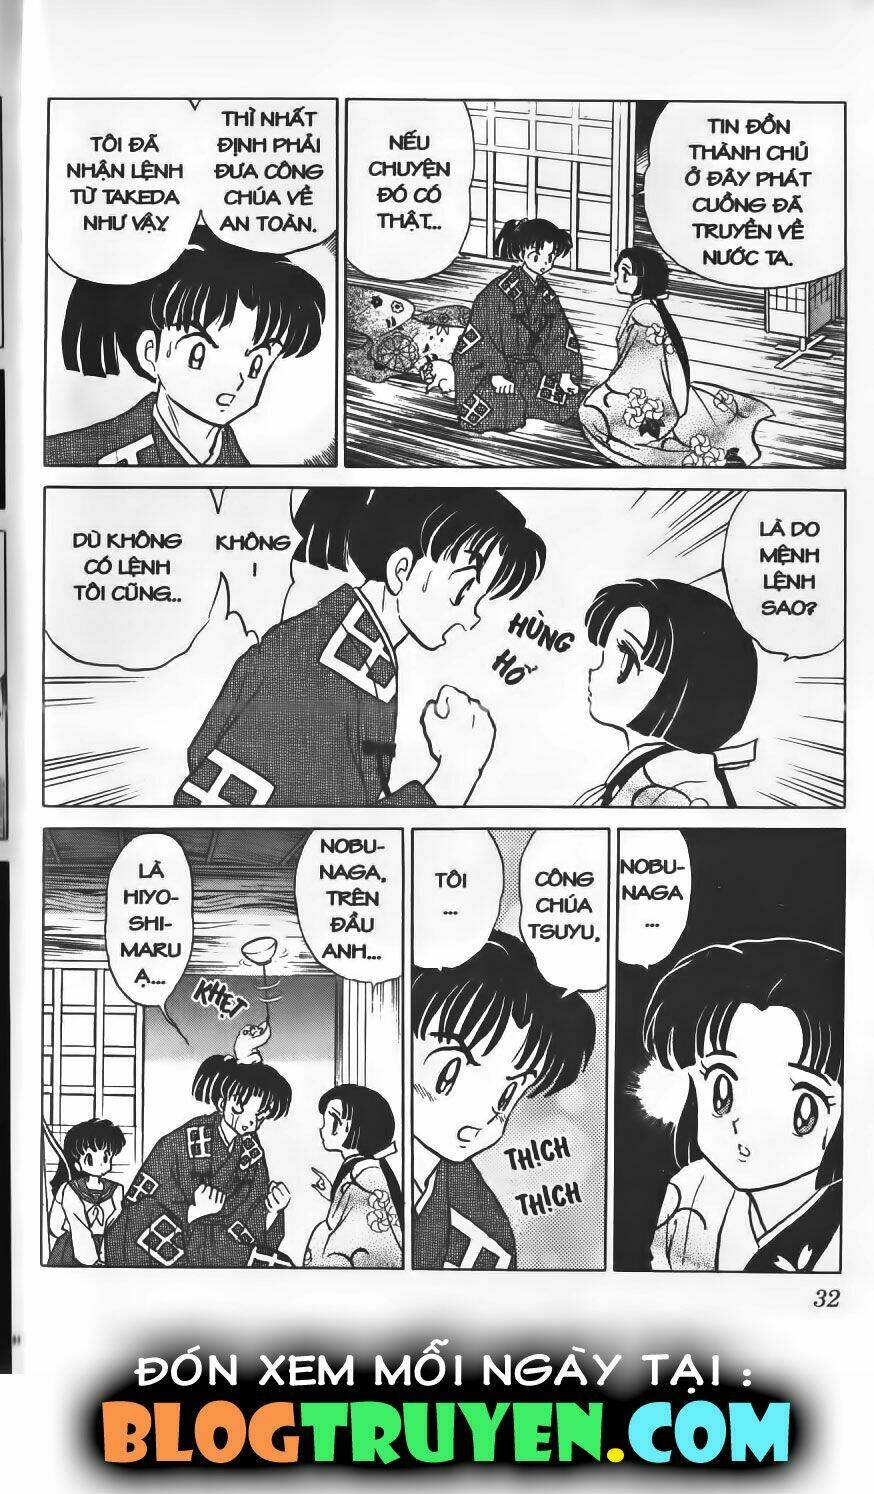 TIN ĐỒN
THÀNH CHỦ
Ở ĐÂY PHÁT
CUỒNG ĐÃ
TRUYỀN VỀ
NƯỚC TA.
NẾU
CHUYỆN
ĐÓ CÓ
THẬT...
THÌ NHẤT
ĐỊNH PHẢI
ĐƯA CÔNG
CHÚA VỀ
AN TOÀN.
TÔI ĐÃ
NHẬN LỆNH
TỪ TAKEDA
NHƯ VẬY.
LÀ DO
MỆNH
LỆNH
SAO?
HÙNG
HỔ
KHÔNG
!
DÙ KHÔNG
CÓ LỆNH
TÔI CŨNG...
NOBU-
NAGA
...
CÔNG
CHÚA
TSUYU,
TÔI
...
THỊCH
THỊCH
NOBU-
NAGA,
TRÊN
ĐẦU
ANH...
LÀ
HIYO-
SHI-
MARU
Ạ...
KHẸT
32
ĐÓN XEM MỖI NGÀY TẠI :
BLOGTRUYEN.COM